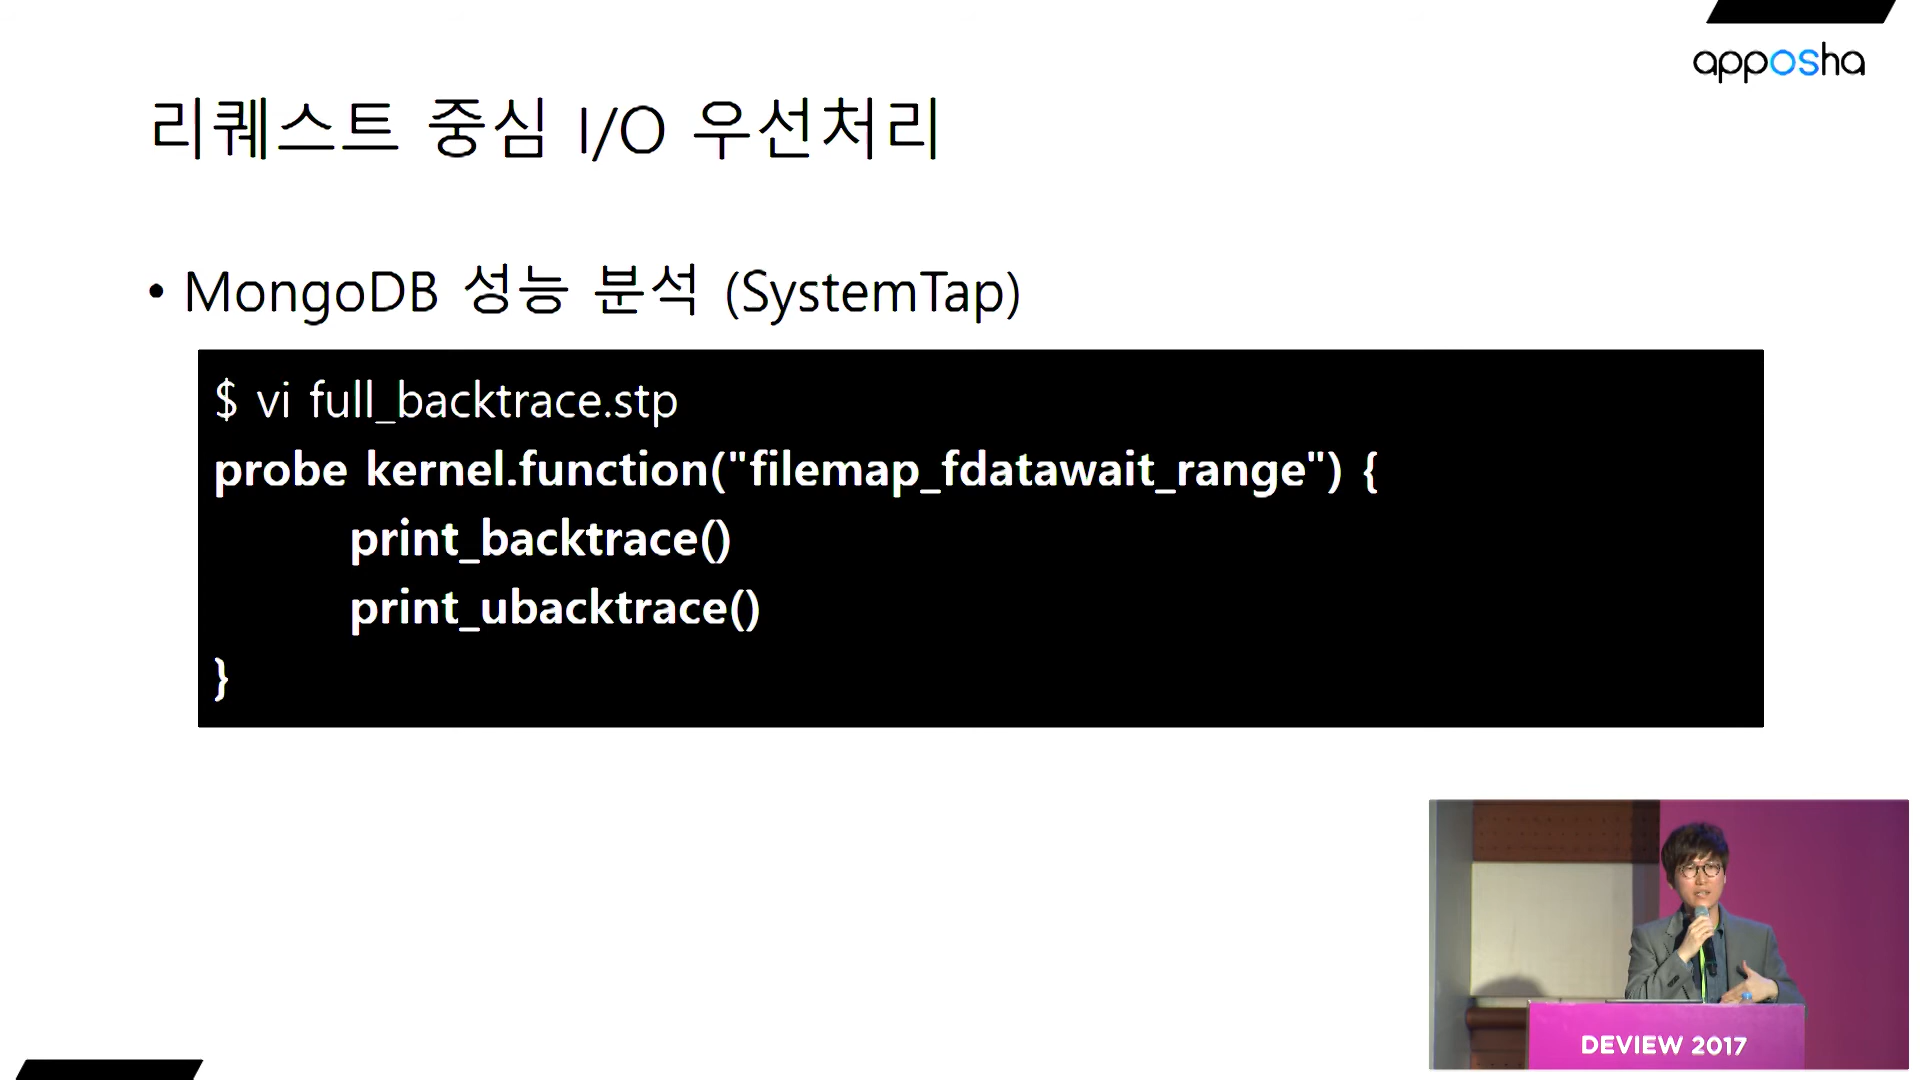 apposha
리퀘스트 중심 I/O 우선처리
• MongoDB 성능 분석 (SystemTap)
$ vi full_backtrace.stp
probe kernel.function("filemap_fdatawait_range") {
print_backtrace()
print_ubacktrace()
}
DEVIEW 2017